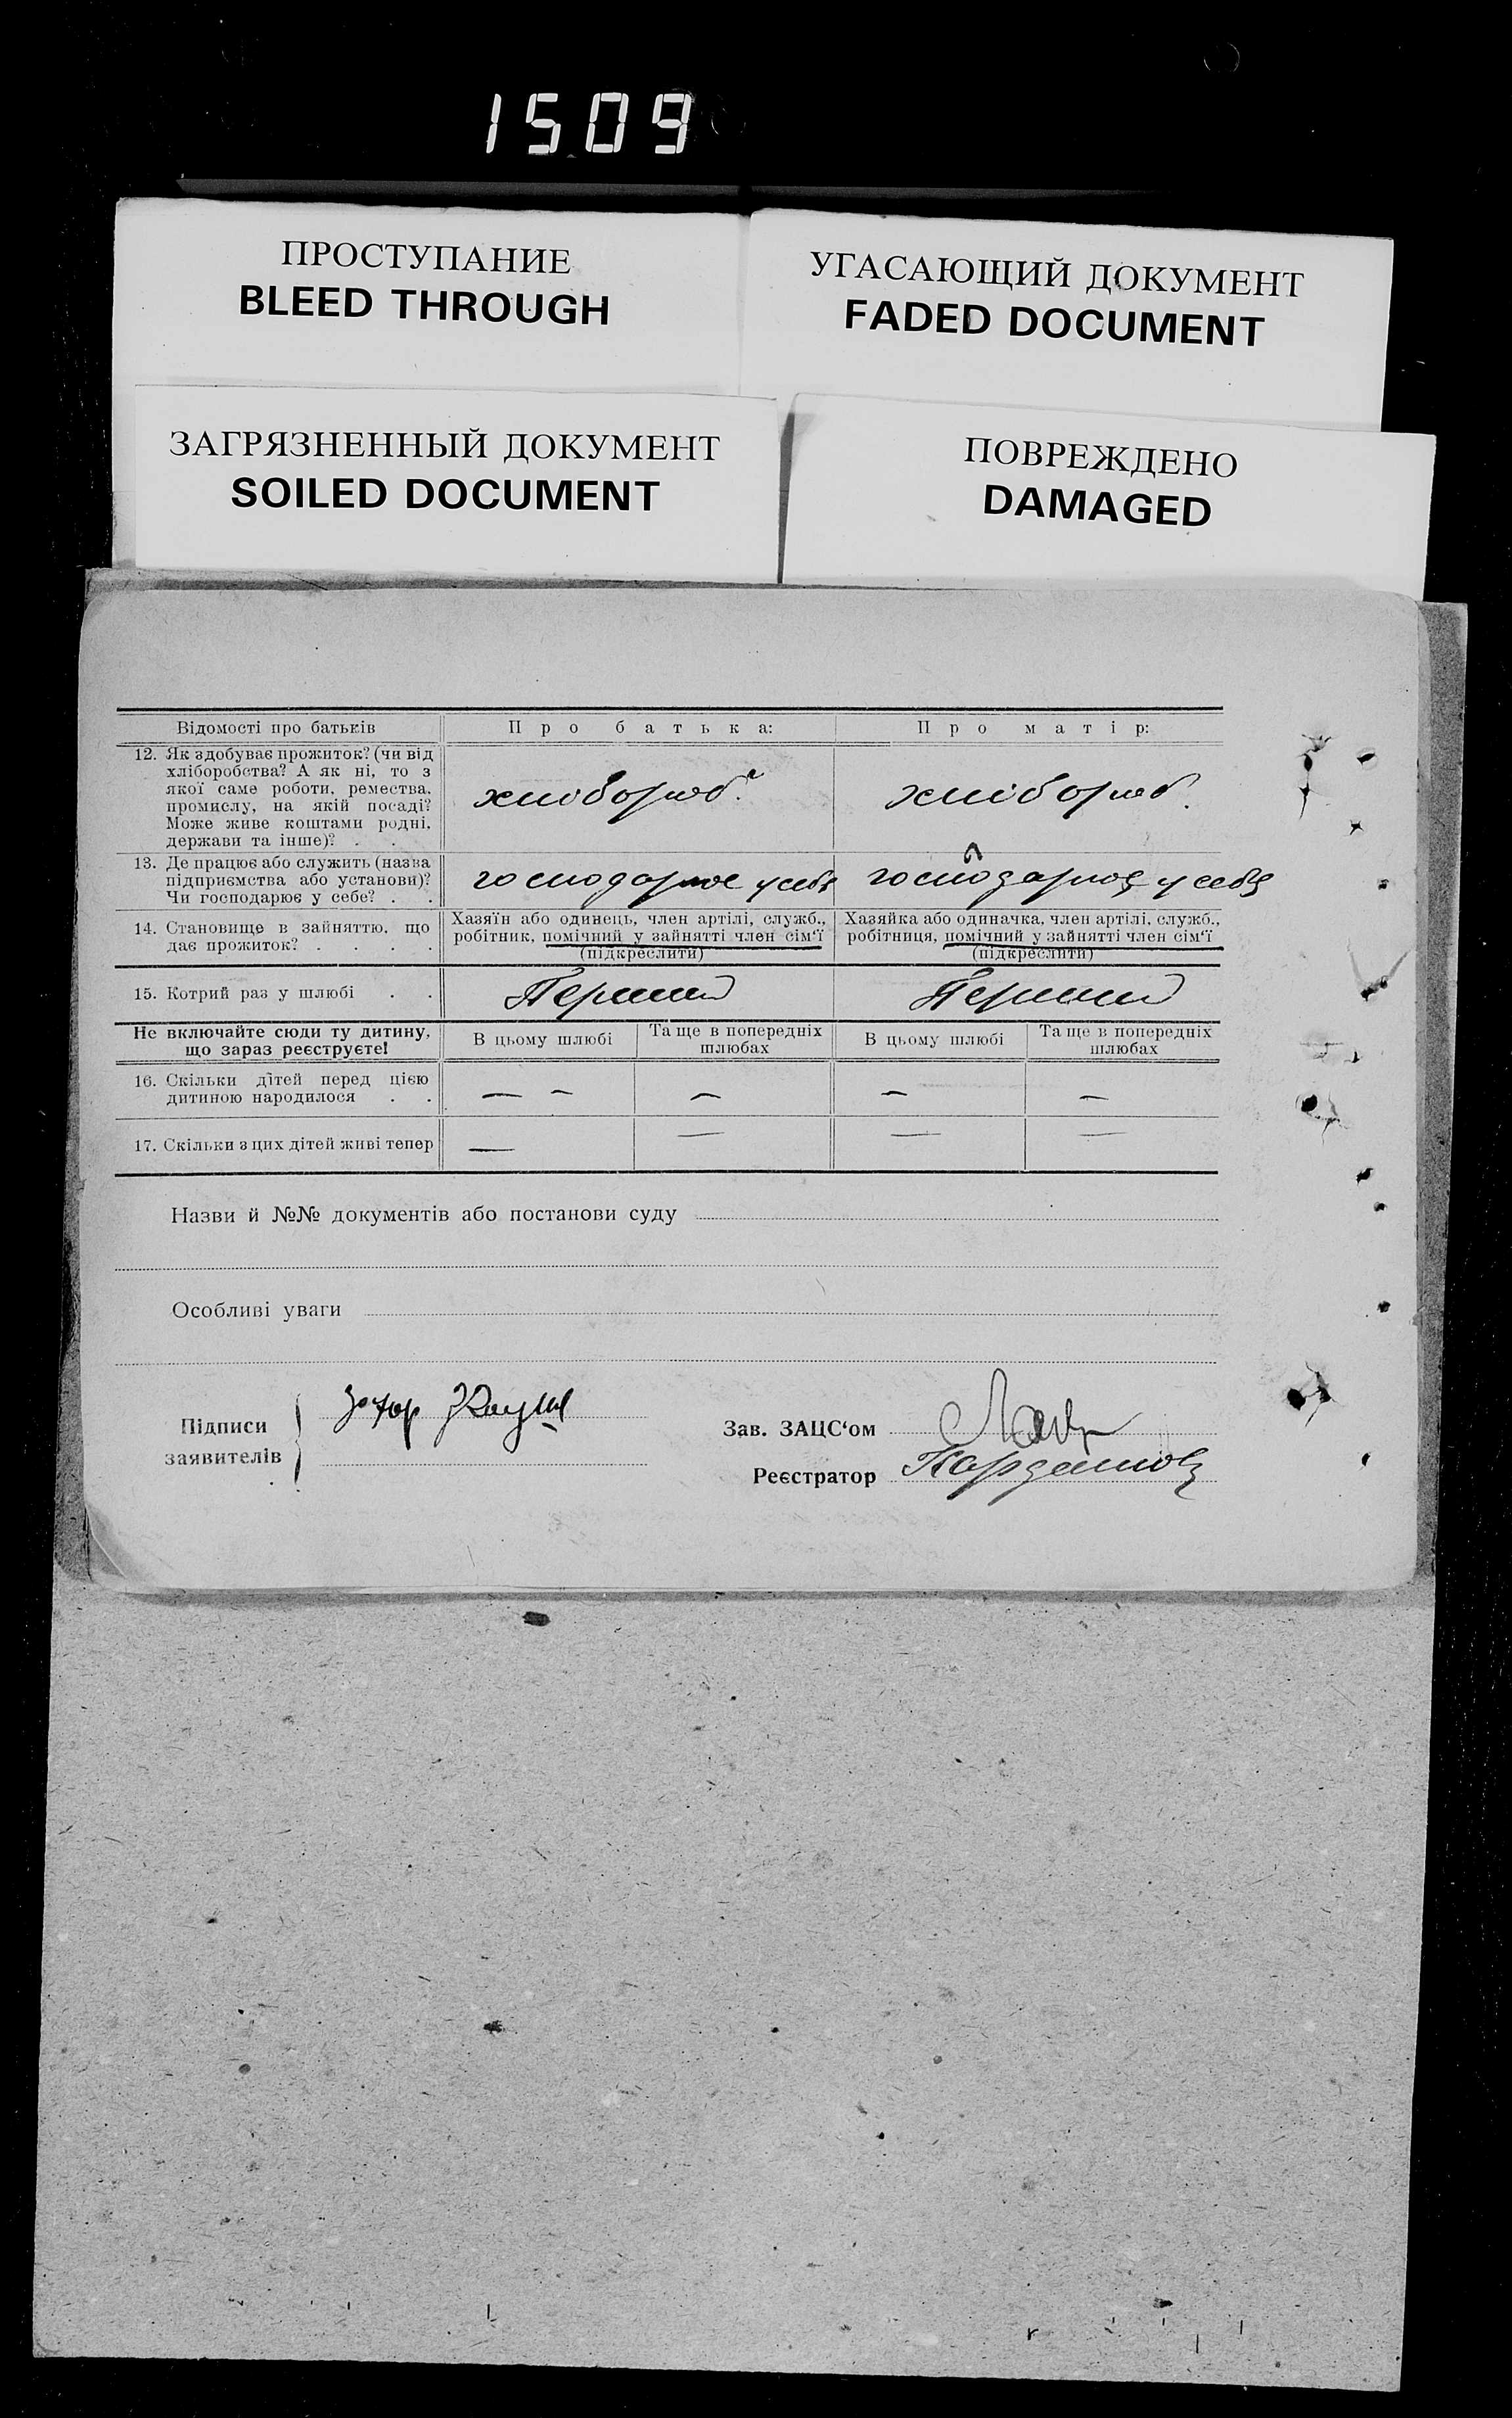 1509
ПРОСТУПАНИЕ
BLEED THROUGH
УГАСАЮЩИЙ ДОКУМЕНТ
FADED DOCUMENT
ЗАГРЯЗНЕННЫЙ ДОКУМЕНТ
SOILED DOCUMENT
ПОВРЕЖДЕНО
DAMAGED
Відомості про батьків
Про батька:
Про матір:
12. Як здобуває прожиток? (чи від
хліборобства? А як ні, то з
якої саме роботи, ремества,
промислу, на якій посаді?
Може живе коштами родні,
держави та інше)? . .
хлібороб.
хлібороб.
13. Де працює або служить (назва
підприємства або установи)?
Чи господарює у себе? . .
господарює у себе
господарює у себе
14. Становище в зайняттю, що
дає прожиток? . . . .
Хазяїн або одинець, член артілі, служб.,
робітник, помічний у зайнятті член сім'ї
(підкреслити)
Хазяйка або одиначка, член артілі, служб.,
робітниця, помічний у зайнятті член сім'ї
(підкреслити)
15. Котрий раз у шлюбі . .
Перший
Перший
Не включайте сюди ту дитину,
що зараз реєструєте!
В цьому шлюбі
Та ще в попередніх
шлюбах
В цьому шлюбі
Та ще в попередніх
шлюбах
16. Скільки дітей перед цією
дитиною народилося . .
— — — — —
17. Скільки з цих дітей живі тепер
— — — —
Назви й №№ документів або постанови суду
Особливі уваги
Підписи
заявителів
Зав. ЗАЦС'ом
Реєстратор